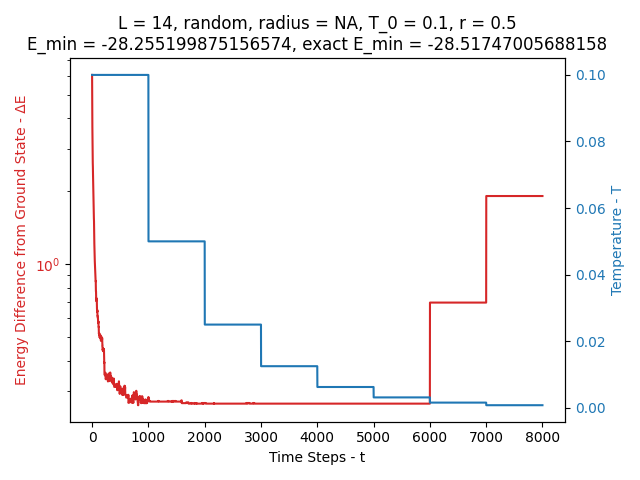 L = 14, random, radius = NA, T_0 = 0.1, r = 0.5
E_min = -28.255199875156574, exact E_min = -28.51747005688158
Energy Difference from Ground State - ΔE
10^0
0.10
0.08
0.06
0.04
0.02
0.00
Temperature - T
0 1000 2000 3000 4000 5000 6000 7000 8000
Time Steps - t